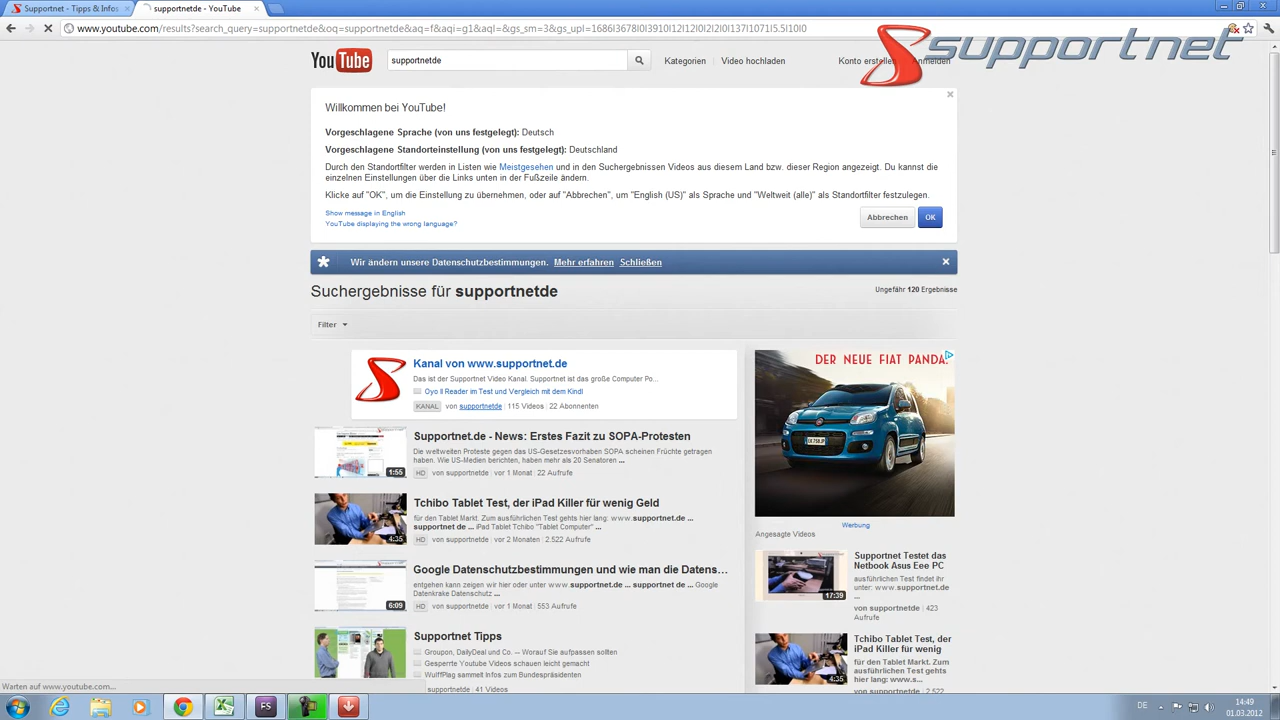 Supportnet - Tipps & Infos
supportnetde - YouTube
www.youtube.com/results?search_query=supportnetde&oq=supportnetde&aq=f&aqi=g1&aql=&gs_sm=3&gs_upl=1686l3678l0l3910l12l12l0l2l2l0l137l1071l5.5l10l0
supportnet
YouTube
supportnetde
Kategorien
Video hochladen
Konto erstellen
Anmelden
Willkommen bei YouTube!
Vorgeschlagene Sprache (von uns festgelegt): Deutsch
Vorgeschlagene Standorteinstellung (von uns festgelegt): Deutschland
Durch den Standortfilter werden in Listen wie Meistgesehen und in den Suchergebnissen Videos aus diesem Land bzw. dieser Region angezeigt. Du kannst die
einzelnen Einstellungen über die Links unten in der Fußzeile ändern.
Klicke auf "OK", um die Einstellung zu übernehmen, oder auf "Abbrechen", um "English (US)" als Sprache und "Weltweit (alle)" als Standortfilter festzulegen.
Show message in English
YouTube displaying the wrong language?
Abbrechen
OK
Wir ändern unsere Datenschutzbestimmungen. Mehr erfahren Schließen
Suchergebnisse für supportnetde
Ungefähr 120 Ergebnisse
Filter
Kanal von www.supportnet.de
Das ist der Supportnet Video Kanal. Supportnet ist das große Computer Po...
Oyo II Reader im Test und Vergleich mit dem Kindl
KANAL von supportnetde | 115 Videos | 22 Abonnenten
Supportnet.de - News: Erstes Fazit zu SOPA-Protesten
Die weltweiten Proteste gegen das US-Gesetzesvorhaben SOPA scheinen Früchte getragen
haben. Wie US-Medien berichten, haben mehr als 20 Senatoren ...
HD von supportnetde | vor 1 Monat | 22 Aufrufe
1:55
Tchibo Tablet Test, der iPad Killer für wenig Geld
für den Tablet Markt. Zum ausführlichen Test gehts hier lang: www.supportnet.de ...
supportnet de ... iPad Tablet Tchibo "Tablet Computer" ...
HD von supportnetde | vor 2 Monaten | 2.522 Aufrufe
4:35
Google Datenschutzbestimmungen und wie man die Datens...
entgehen kann zeigen wir hier oder unter www.supportnet.de ... supportnet de ... Google
Datenkrake Datenschutz ...
HD von supportnetde | vor 1 Monat | 553 Aufrufe
6:09
Supportnet Tipps
Groupon, DailyDeal und Co. -- Worauf Sie aufpassen sollten
Gesperrte Youtube Videos schauen leicht gemacht
WulffPlag sammelt Infos zum Bundespräsidenten
supportnetde | 41 Videos
DER NEUE FIAT PANDA.
Werbung
Angesagte Videos
Supportnet Testet das
Netbook Asus Eee PC
ausführlichen Test findet ihr
unter: www.supportnet.de
...
von supportnetde | 423
Aufrufe
17:39
Tchibo Tablet Test, der
iPad Killer für wenig
für den Tablet Markt. Zum
ausführlichen Test gehts
hier lang: www.s...
von supportnetde | 2.522
4:35
Warten auf www.youtube.com...
FS
DE
14:49
01.03.2012